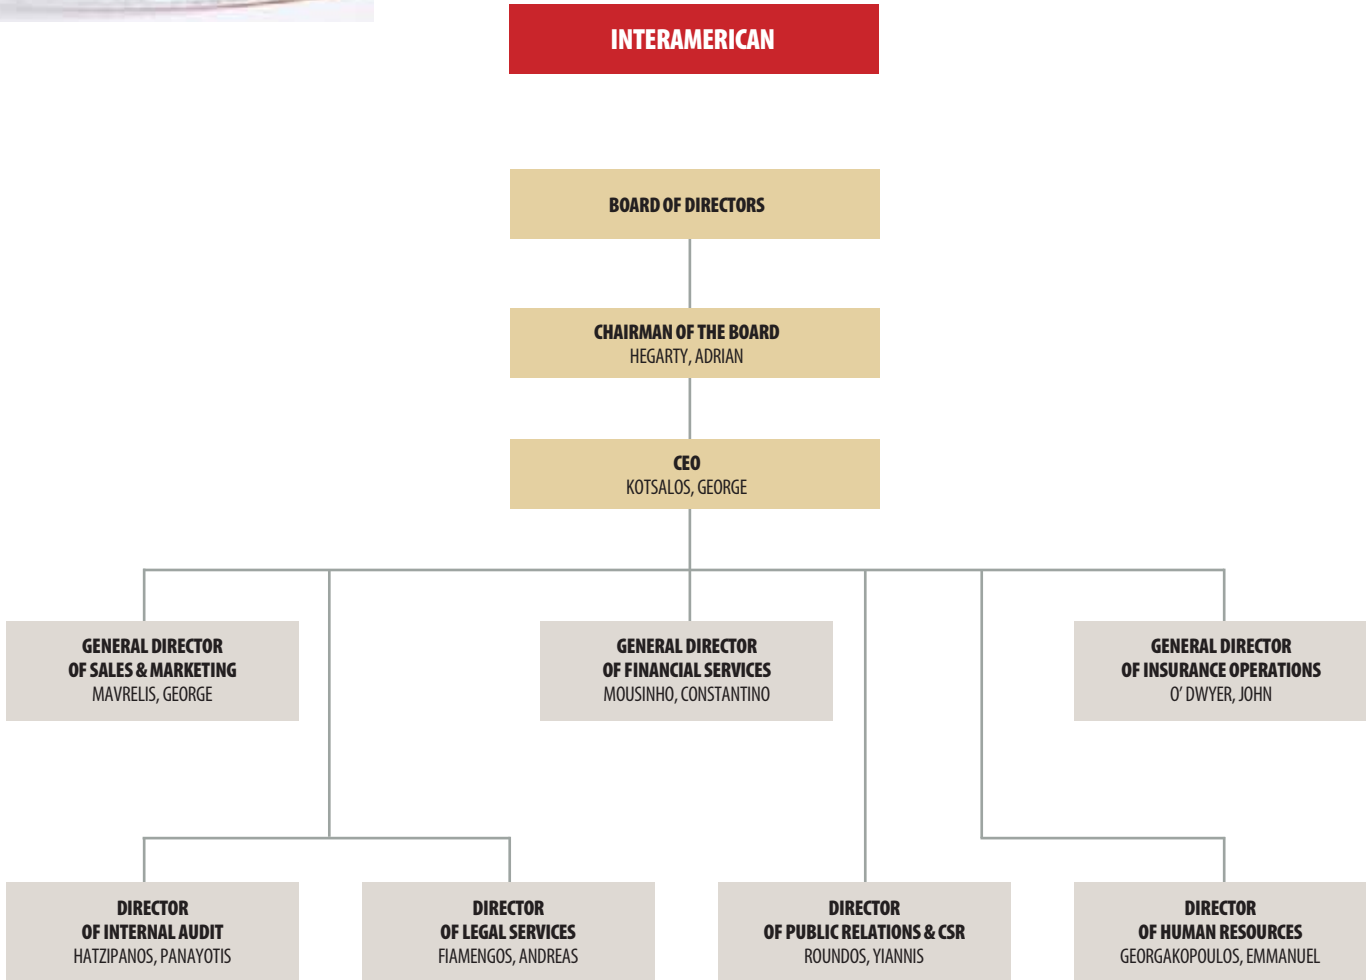 INTERAMERICAN
BOARD OF DIRECTORS
CHAIRMAN OF THE BOARD
HEGARTY, ADRIAN
CEO
KOTSALOS, GEORGE
GENERAL DIRECTOR
OF SALES & MARKETING
MAVRELIS, GEORGE
GENERAL DIRECTOR
OF FINANCIAL SERVICES
MOUSINHO, CONSTANTINO
GENERAL DIRECTOR
OF INSURANCE OPERATIONS
O' DWYER, JOHN
DIRECTOR
OF INTERNAL AUDIT
HATZIPANOS, PANAYOTIS
DIRECTOR
OF LEGAL SERVICES
FIAMENGOS, ANDREAS
DIRECTOR
OF PUBLIC RELATIONS & CSR
ROUNDOS, YIANNIS
DIRECTOR
OF HUMAN RESOURCES
GEORGAKOPOULOS, EMMANUEL